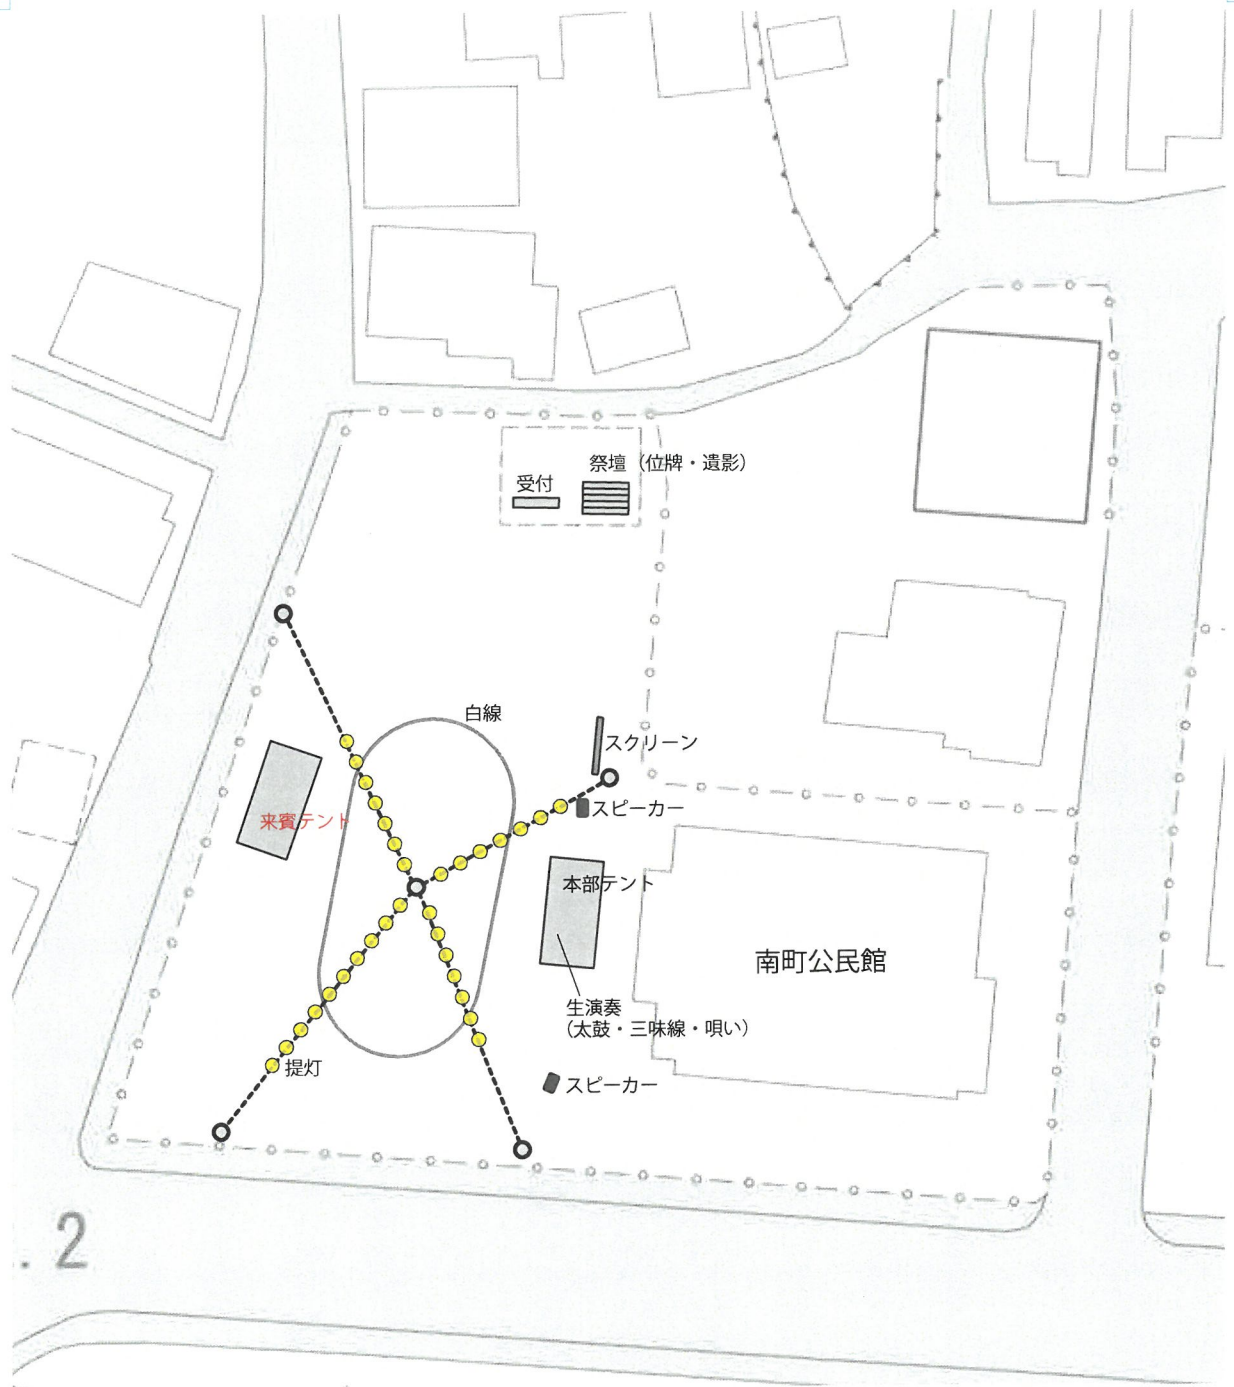 祭壇（位牌・遺影）
受付
白線
スクリーン
スピーカー
来賓テント
本部テント
南町公民館
生演奏
（太鼓・三味線・唄い）
提灯
スピーカー
. 2